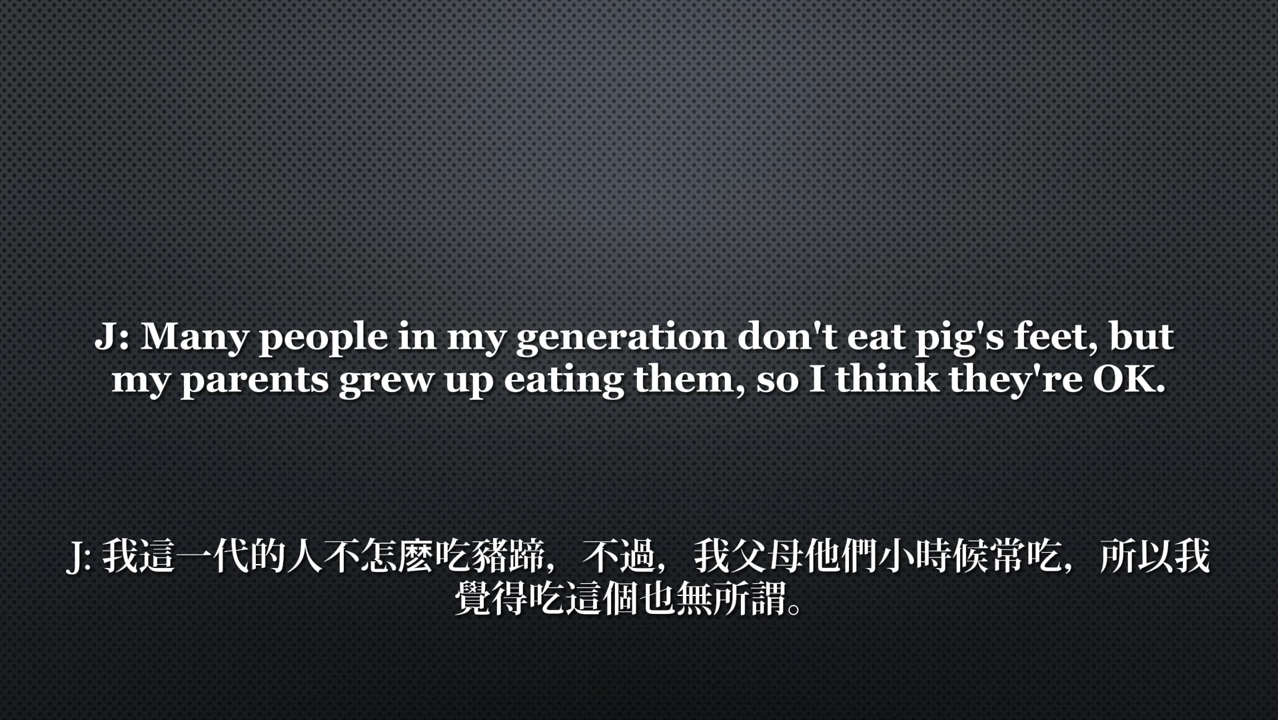 J: Many people in my generation don't eat pig's feet, but
my parents grew up eating them, so I think they're OK.
J: 我這一代的人不怎麼吃豬蹄，不過，我父母他們小時候常吃，所以我
覺得吃這個也無所謂。